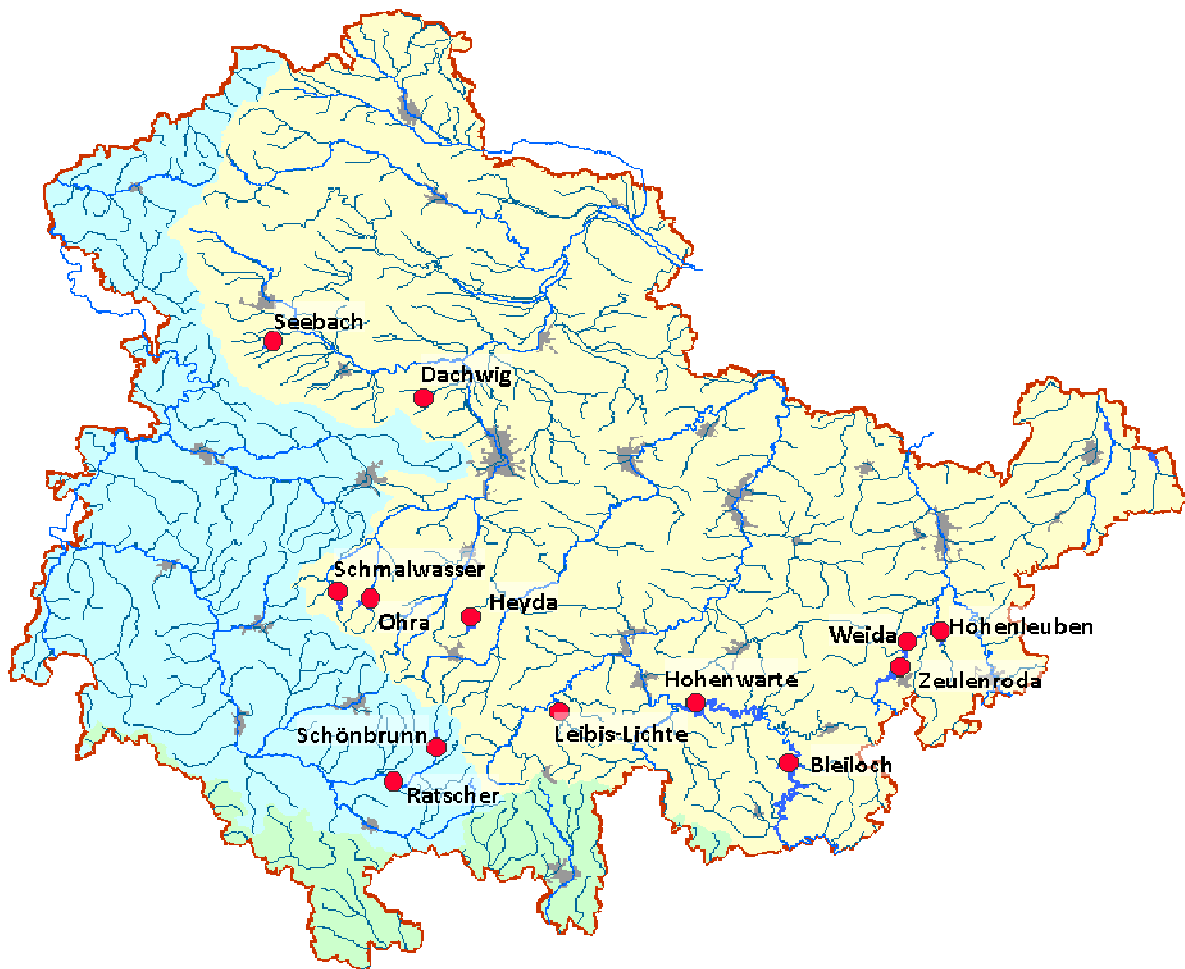 Seebach
Dachwig
Schmalwasser
Ohra
Heyda
Weida
Hohenleuben
Zeulenroda
Hohenwarte
Leibis-Lichte
Schönbrunn
Bleiloch
Ratscher